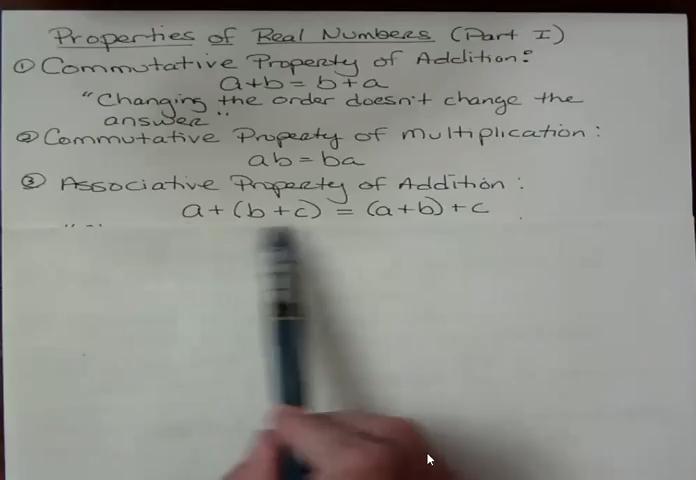 Properties of Real Numbers (Part I)
① Commutative Property of Addition:
a+b = b+a
"Changing the order doesn't change the
answer"
② Commutative Property of multiplication:
ab = ba
③ Associative Property of Addition:
a+(b+c) = (a+b)+c